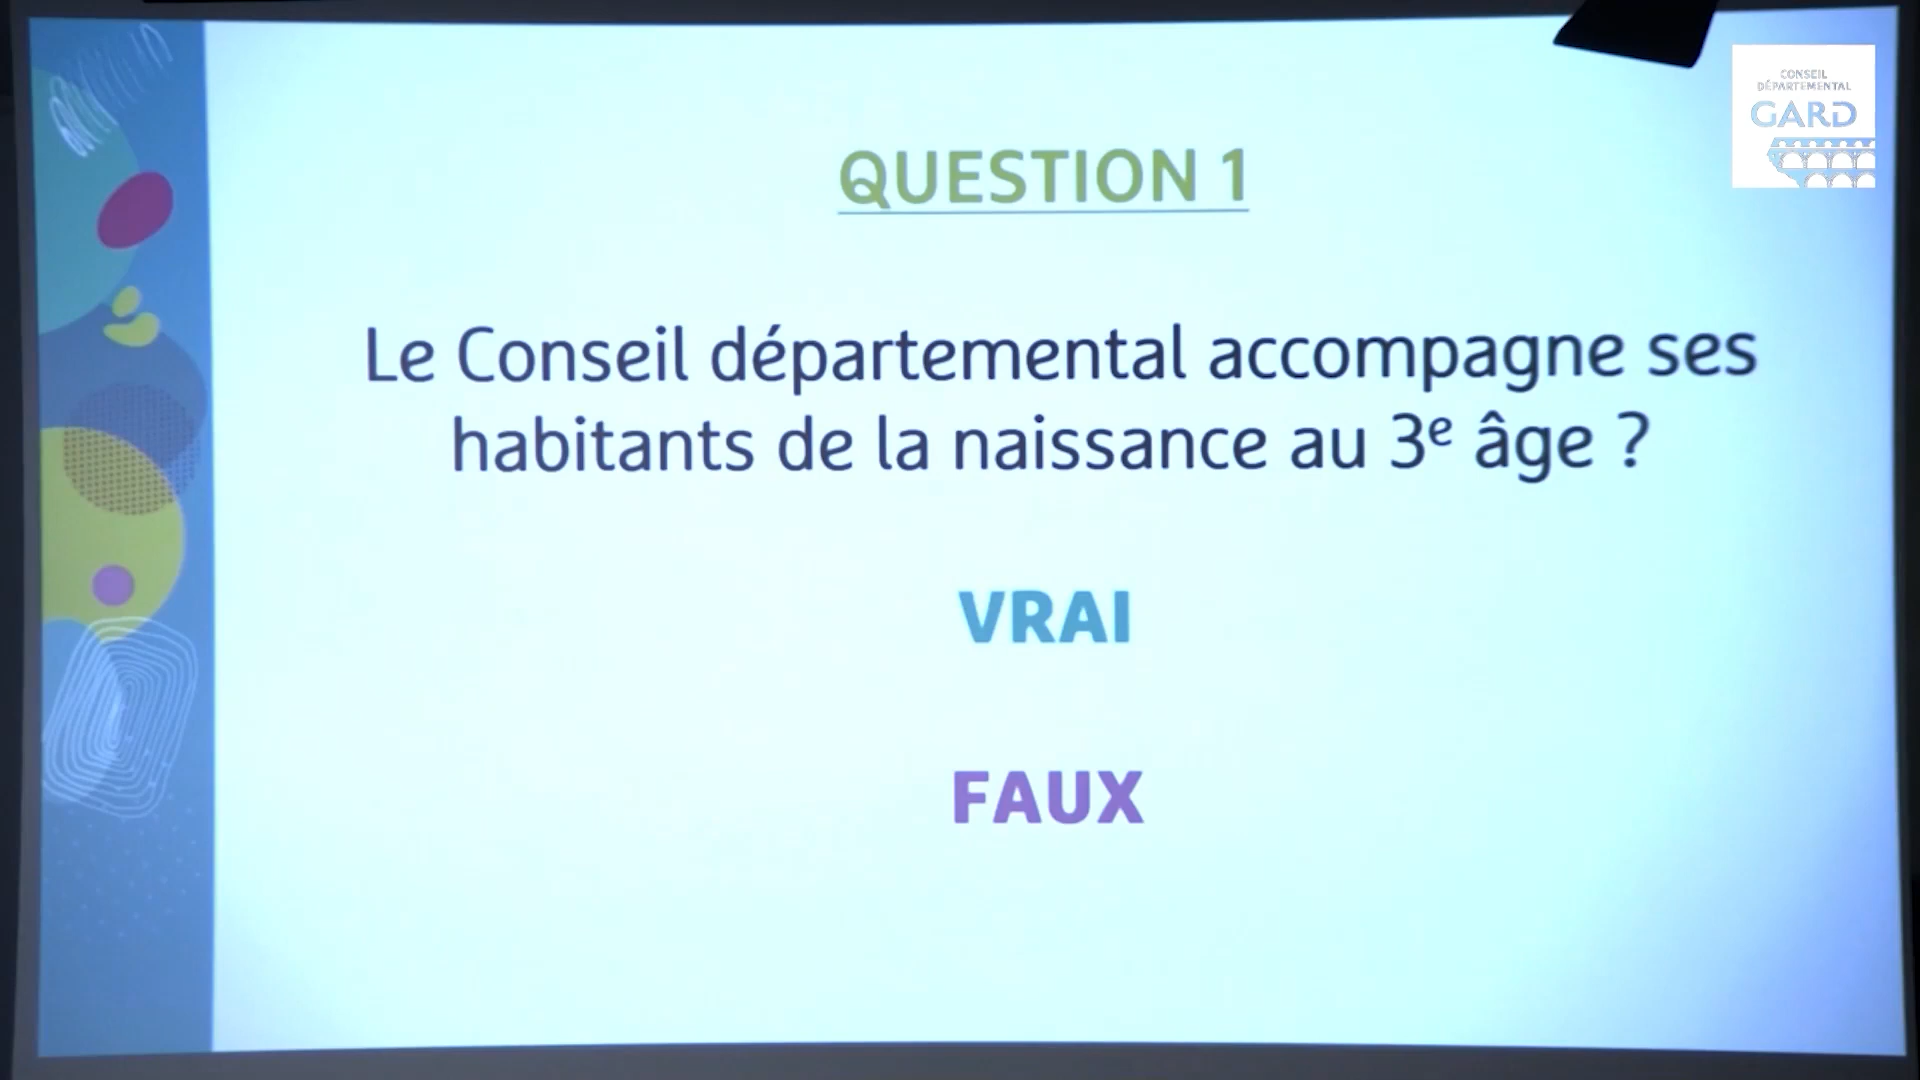 CONSEIL
DÉPARTEMENTAL
GARD
QUESTION 1
Le Conseil départemental accompagne ses
habitants de la naissance au 3e âge ?
VRAI
FAUX